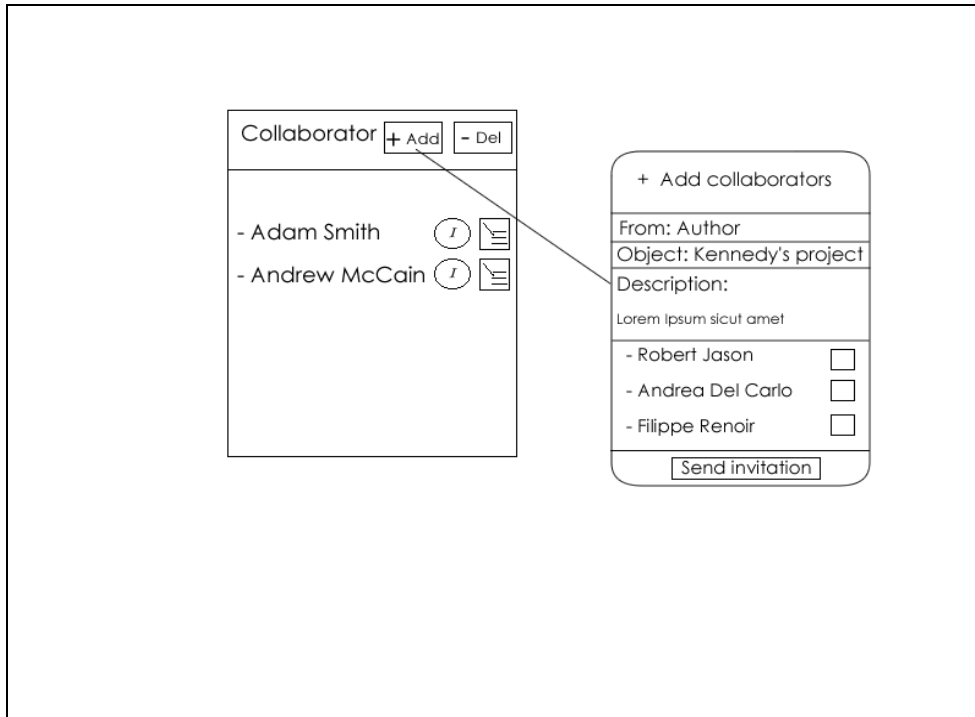 Collaborator + Add - Del
- Adam Smith I
- Andrew McCain I
+ Add collaborators
From: Author
Object: Kennedy's project
Description:
Lorem Ipsum sicut amet
- Robert Jason
- Andrea Del Carlo
- Filippe Renoir
Send invitation